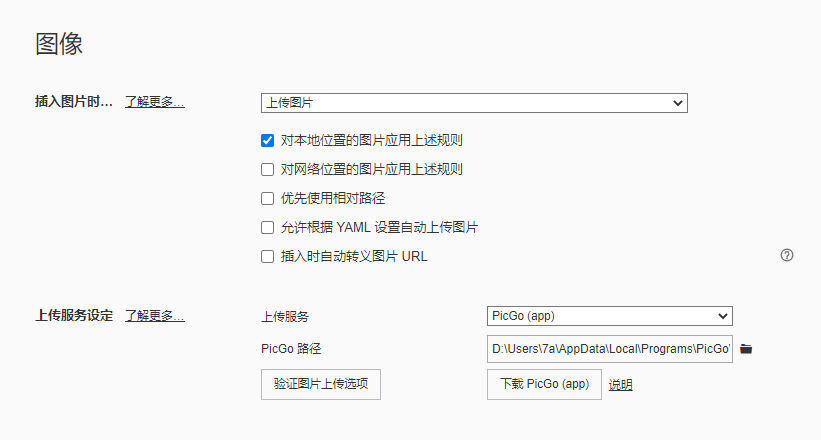 图像
插入图片时... 了解更多... 上传图片
对本地位置的图片应用上述规则
对网络位置的图片应用上述规则
优先使用相对路径
允许根据 YAML 设置自动上传图片
插入时自动转义图片 URL
上传服务设定 了解更多... 上传服务 PicGo (app)
PicGo 路径 D:\Users\7a\AppData\Local\Programs\PicGo\
验证图片上传选项 下载 PicGo (app) 说明